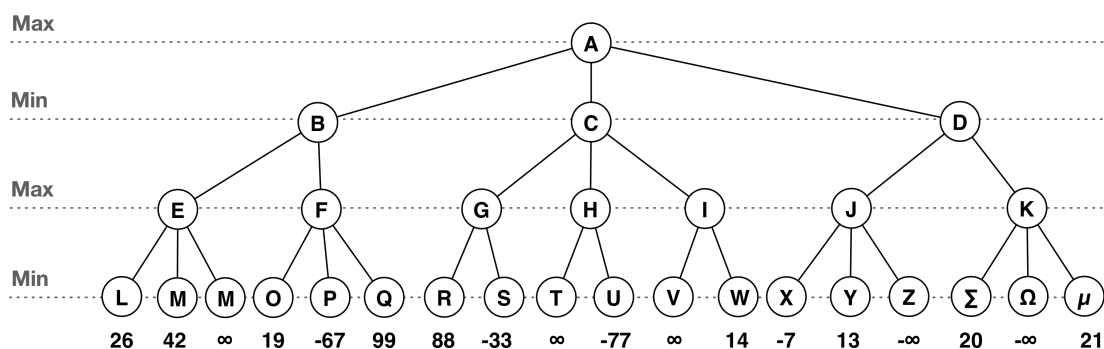 Max
A
Min
B C D
Max
E F G H I J K
Min
L M M O P Q R S T U V W X Y Z Σ Ω μ
26 42 ∞ 19 -67 99 88 -33 ∞ -77 ∞ 14 -7 13 -∞ 20 -∞ 21